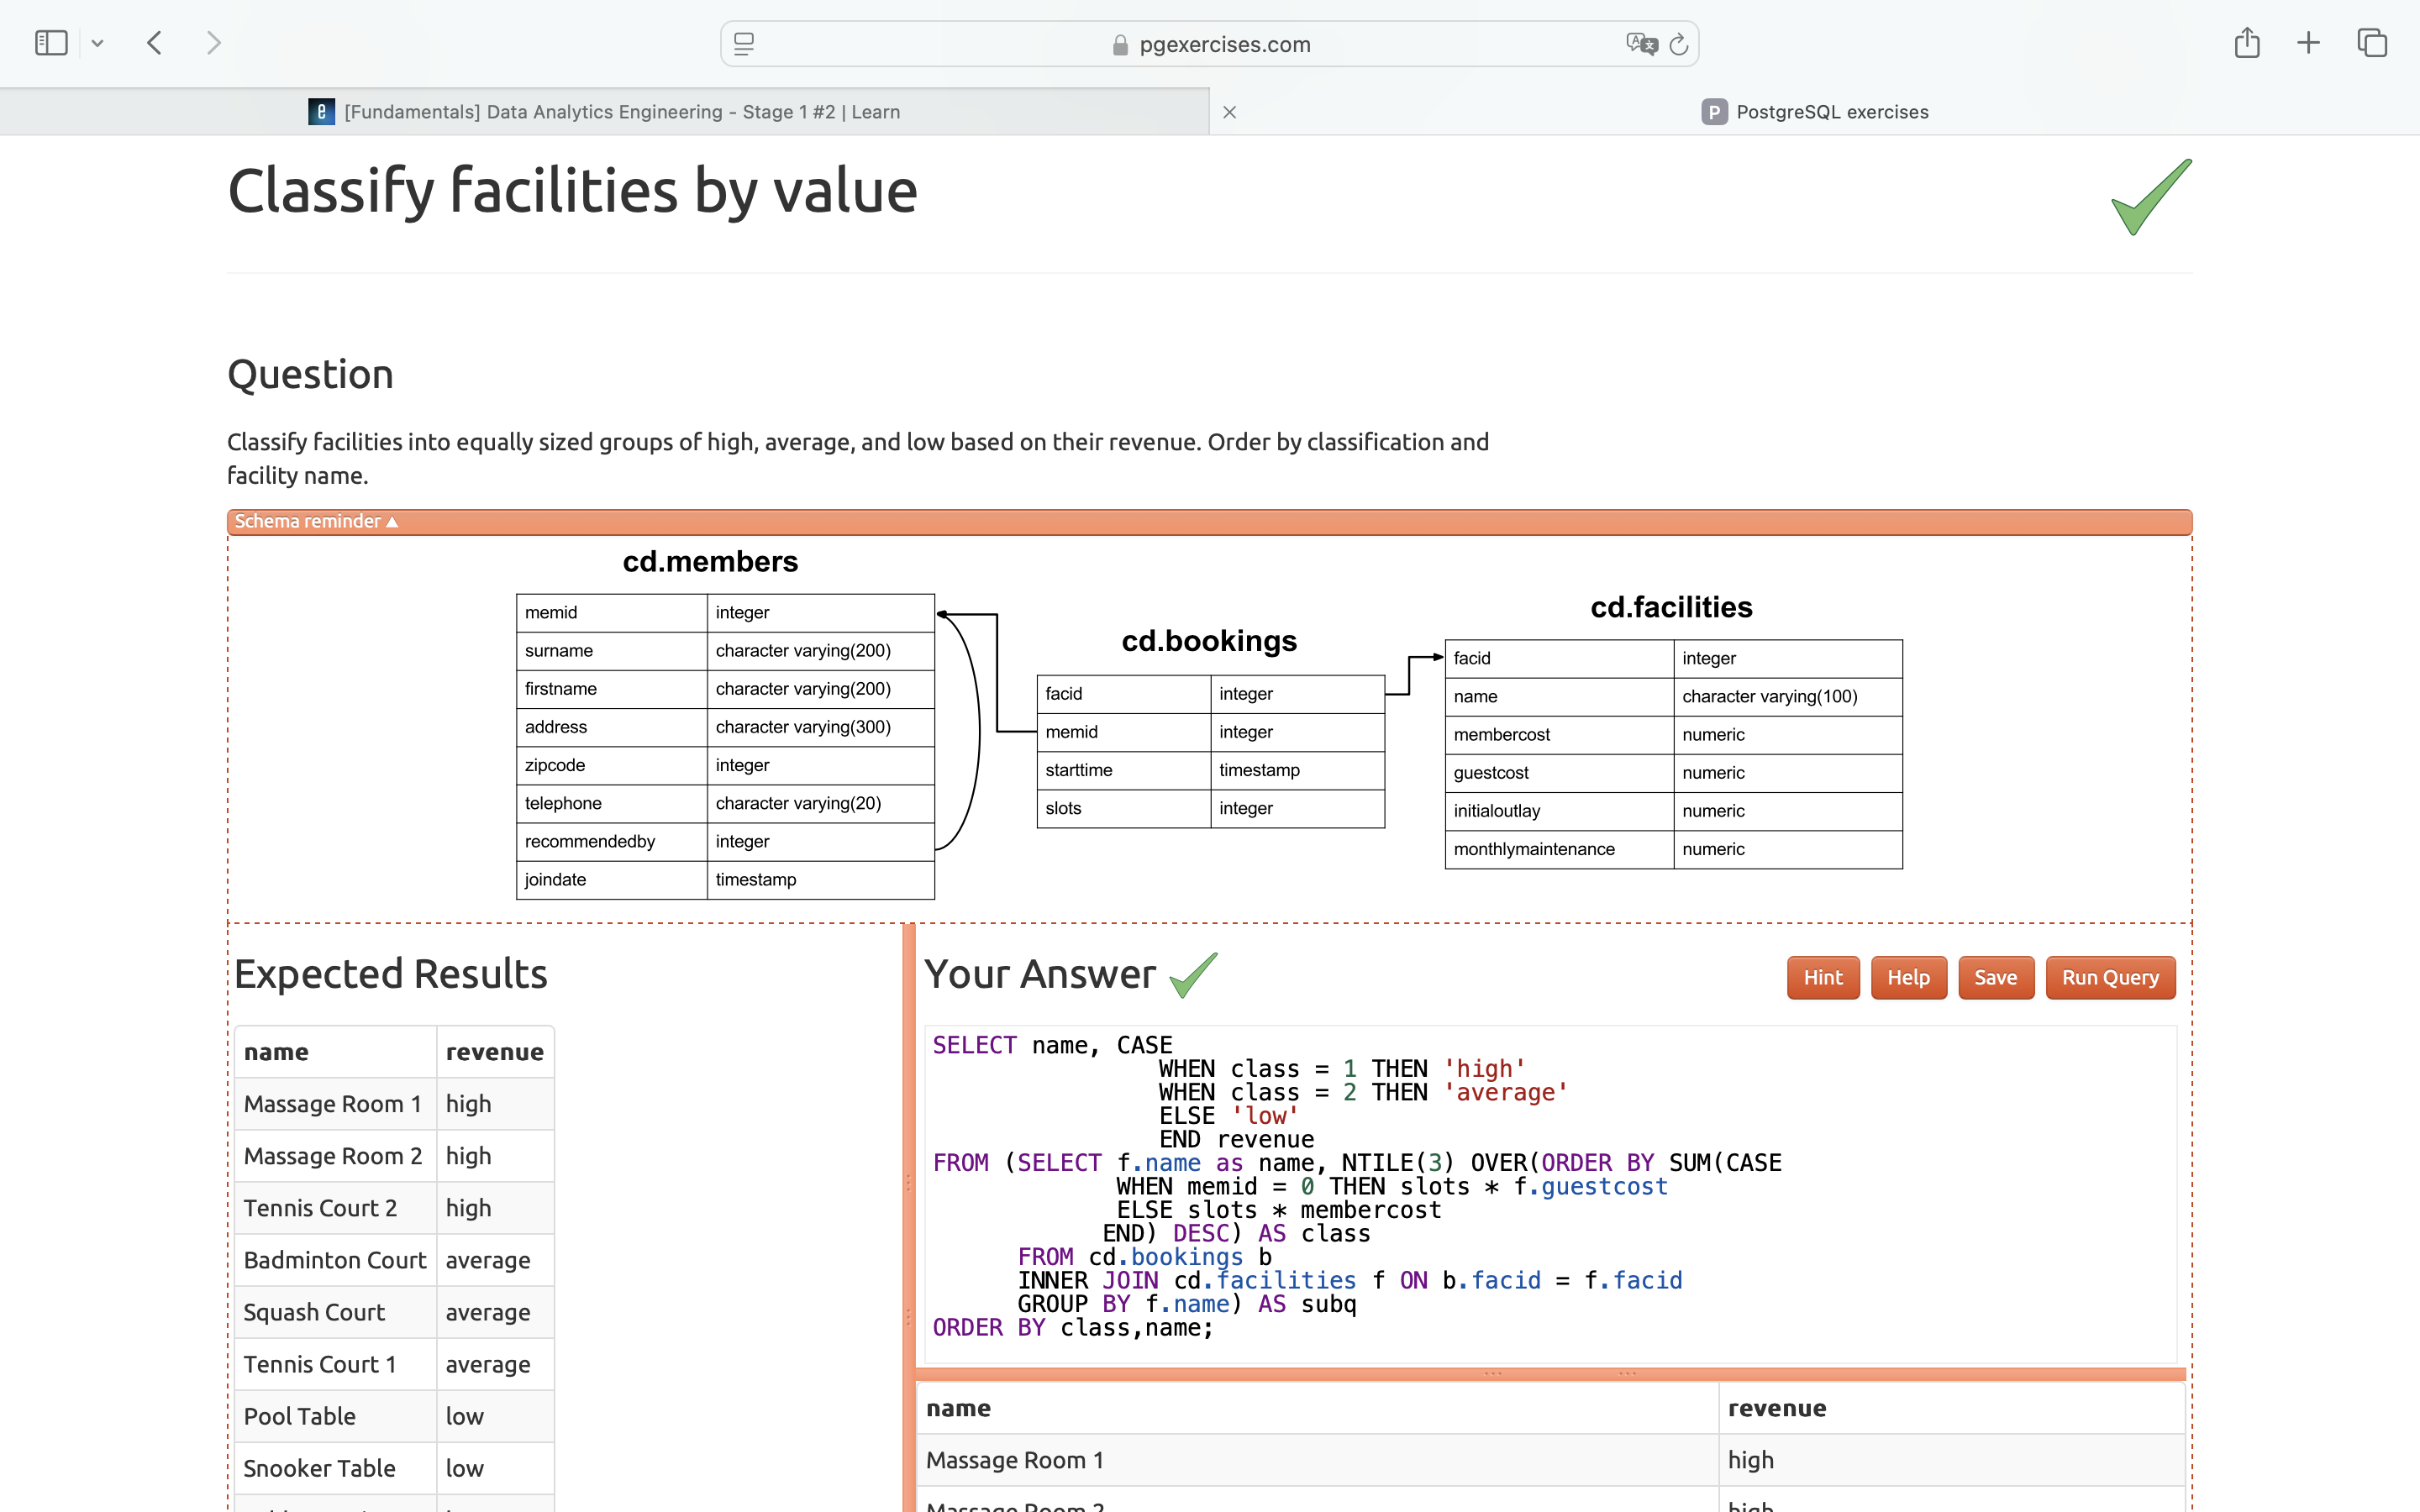 pgexercises.com
[Fundamentals] Data Analytics Engineering - Stage 1 #2 | Learn
P PostgreSQL exercises
Classify facilities by value
Question
Classify facilities into equally sized groups of high, average, and low based on their revenue. Order by classification and
facility name.
Schema reminder ▲
cd.members
memid integer
surname character varying(200)
firstname character varying(200)
address character varying(300)
zipcode integer
telephone character varying(20)
recommendedby integer
joindate timestamp
cd.bookings
facid integer
memid integer
starttime timestamp
slots integer
cd.facilities
facid integer
name character varying(100)
membercost numeric
guestcost numeric
initialoutlay numeric
monthlymaintenance numeric
Expected Results
name revenue
Massage Room 1 high
Massage Room 2 high
Tennis Court 2 high
Badminton Court average
Squash Court average
Tennis Court 1 average
Pool Table low
Snooker Table low
Your Answer
Hint Help Save Run Query
SELECT name, CASE
WHEN class = 1 THEN 'high'
WHEN class = 2 THEN 'average'
ELSE 'low'
END revenue
FROM (SELECT f.name as name, NTILE(3) OVER(ORDER BY SUM(CASE
WHEN memid = 0 THEN slots * f.guestcost
ELSE slots * membercost
END) DESC) AS class
FROM cd.bookings b
INNER JOIN cd.facilities f ON b.facid = f.facid
GROUP BY f.name) AS subq
ORDER BY class,name;
name revenue
Massage Room 1 high
Massage Room 2 high